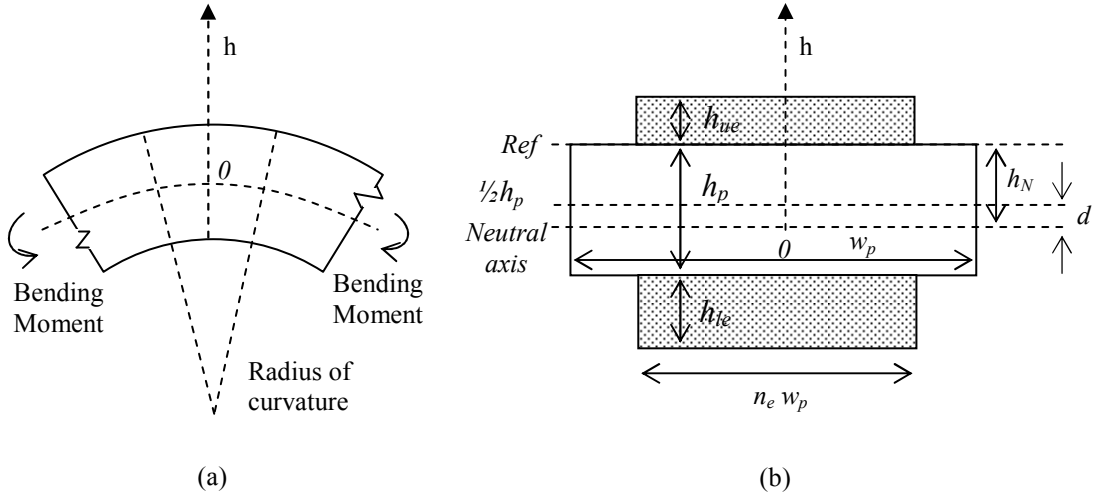 h
0
Bending
Moment
Bending
Moment
Radius of
curvature
(a)
h
h_ue
Ref
h_p
h_N
½h_p
d
Neutral
axis
0
w_p
h_le
n_e w_p
(b)